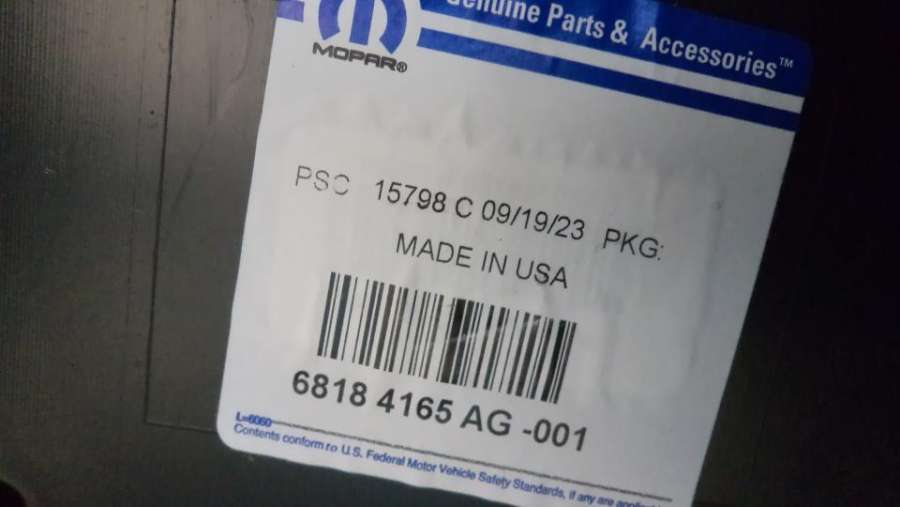 Genuine Parts & Accessories™
MOPAR®
PSC 15798 C 09/19/23 PKG:
MADE IN USA
6818 4165 AG -001
L=6060
Contents conform to U.S. Federal Motor Vehicle Safety Standards, if any are